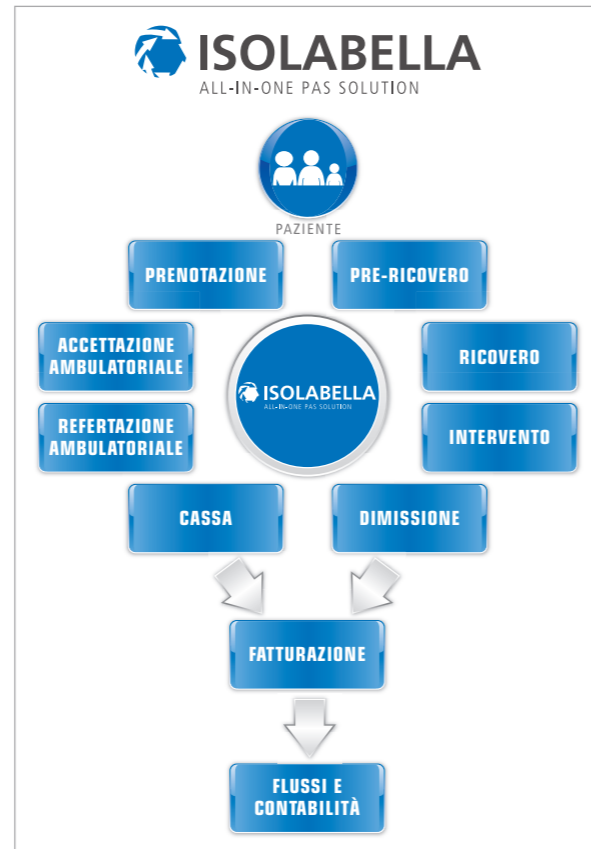 ISOLABELLA
ALL-IN-ONE PAS SOLUTION
PAZIENTE
PRENOTAZIONE
PRE-RICOVERO
ACCETTAZIONE
AMBULATORIALE
RICOVERO
ISOLABELLA
ALL-IN-ONE PAS SOLUTION
REFERTAZIONE
AMBULATORIALE
INTERVENTO
CASSA
DIMISSIONE
FATTURAZIONE
FLUSSI E
CONTABILITÀ